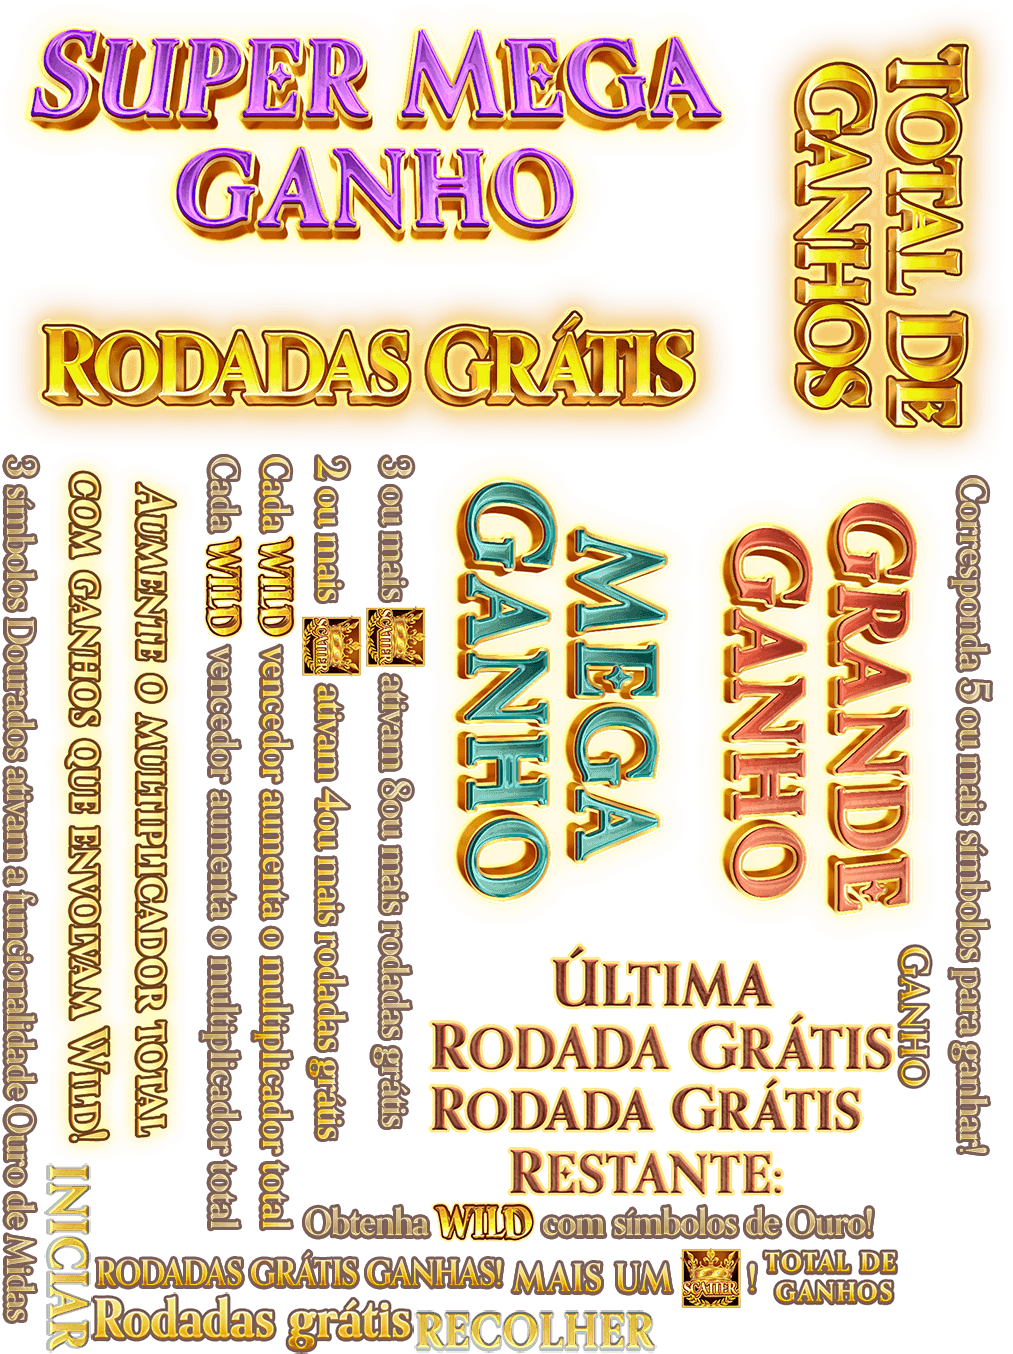 SUPER MEGA
GANHO
TOTAL DE
GANHOS
RODADAS GRÁTIS
3 símbolos Dourados ativam a funcionalidade Ouro de Midas
AUMENTE O MULTIPLICADOR TOTAL
COM GANHOS QUE ENVOLVAM WILD!
Cada WILD vencedor aumenta o multiplicador total
Cada WILD vencedor aumenta o multiplicador total
2 ou mais SCATTER ativam 4ou mais rodadas grátis
3 ou mais SCATTER ativam 8ou mais rodadas grátis
MEGA
GANHO
GRANDE
GANHO
Corresponda 5 ou mais símbolos para ganhar!
GANHO
ÚLTIMA
RODADA GRÁTIS
RODADA GRÁTIS
RESTANTE:
Obtenha WILD com símbolos de Ouro!
INICIAR
RODADAS GRÁTIS GANHAS!
MAIS UM SCATTER !
TOTAL DE
GANHOS
Rodadas grátis
RECOLHER